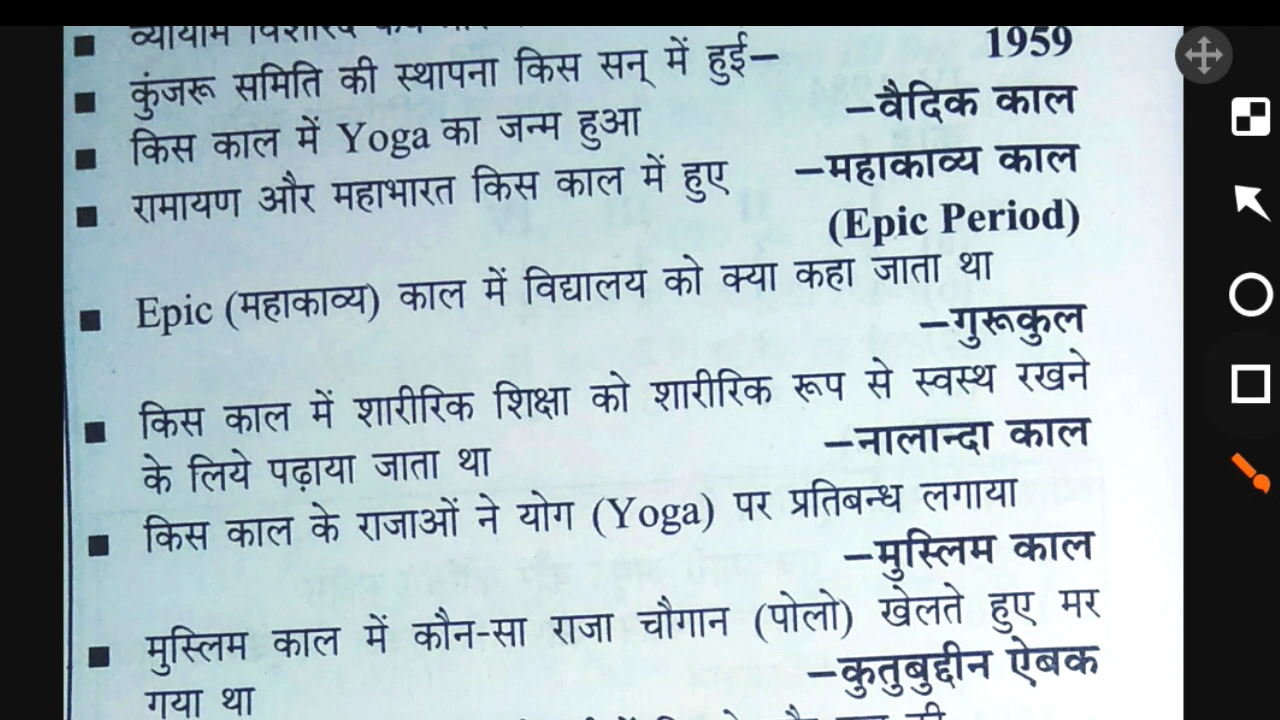 व्यायाम विशारद
कुंजरू समिति की स्थापना किस सन् में हुई– 1959
किस काल में Yoga का जन्म हुआ –वैदिक काल
रामायण और महाभारत किस काल में हुए –महाकाव्य काल
(Epic Period)
Epic (महाकाव्य) काल में विद्यालय को क्या कहा जाता था
–गुरूकुल
किस काल में शारीरिक शिक्षा को शारीरिक रूप से स्वस्थ रखने
के लिये पढ़ाया जाता था –नालान्दा काल
किस काल के राजाओं ने योग (Yoga) पर प्रतिबन्ध लगाया
–मुस्लिम काल
मुस्लिम काल में कौन-सा राजा चौगान (पोलो) खेलते हुए मर
गया था –कुतुबुद्दीन ऐबक